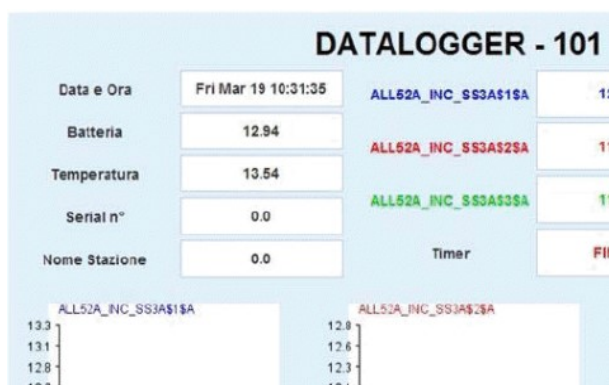 DATALOGGER - 101
Data e Ora Fri Mar 19 10:31:35 ALL52A_INC_SS3A$1$A
Batteria 12.94 ALL52A_INC_SS3A$2$A
Temperatura 13.54 ALL52A_INC_SS3A$3$A
Serial n° 0.0
Nome Stazione 0.0 Timer
ALL52A_INC_SS3A$1$A
13.3
13.1
12.8
ALL52A_INC_SS3A$2$A
12.8
12.6
12.3